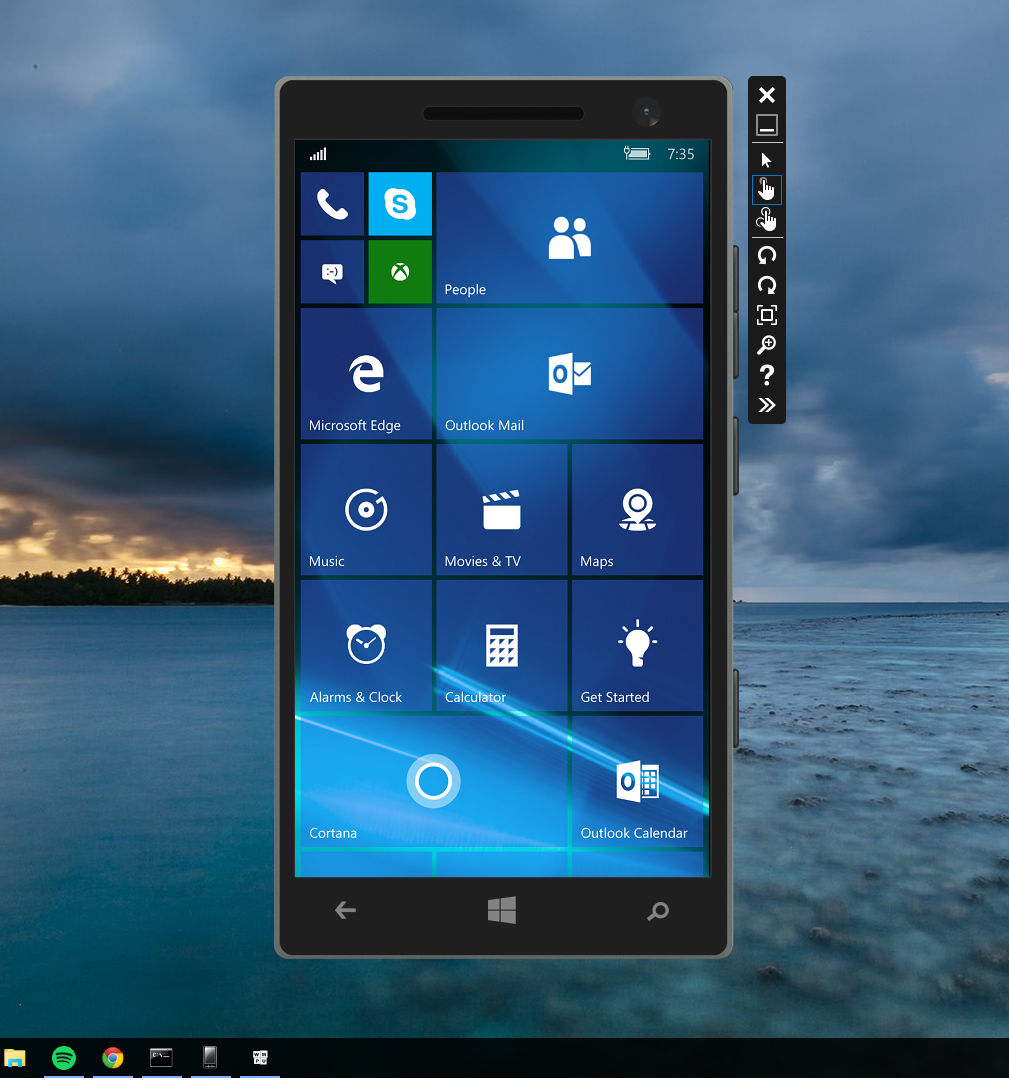 7:35
People
Microsoft Edge
Outlook Mail
Music
Movies & TV
Maps
Alarms & Clock
Calculator
Get Started
Cortana
Outlook Calendar